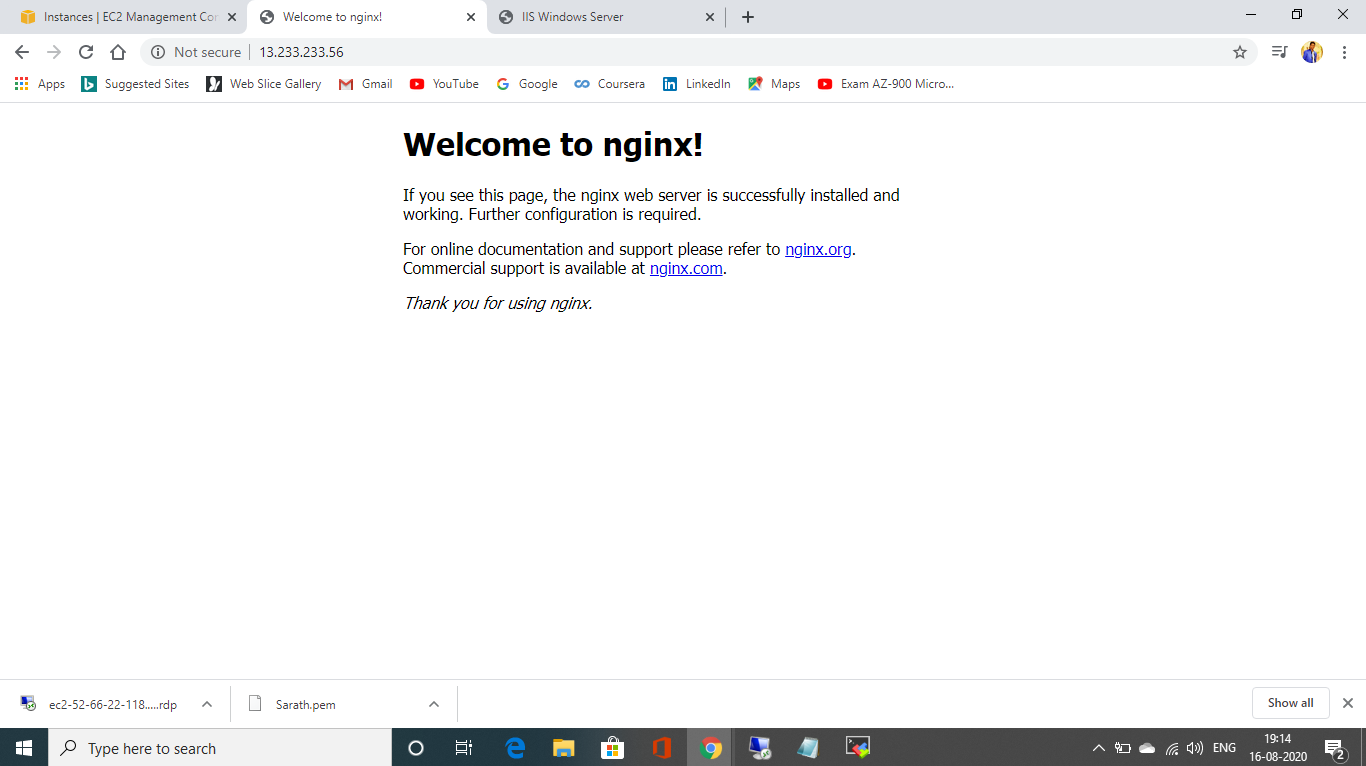 Instances | EC2 Management Con
Welcome to nginx!
IIS Windows Server
Not secure
13.233.233.56
Apps
Suggested Sites
Web Slice Gallery
Gmail
YouTube
Google
Coursera
LinkedIn
Maps
Exam AZ-900 Micro...
Welcome to nginx!
If you see this page, the nginx web server is successfully installed and
working. Further configuration is required.
For online documentation and support please refer to nginx.org.
Commercial support is available at nginx.com.
Thank you for using nginx.
ec2-52-66-22-118.....rdp
Sarath.pem
Show all
Type here to search
ENG
19:14
16-08-2020
2